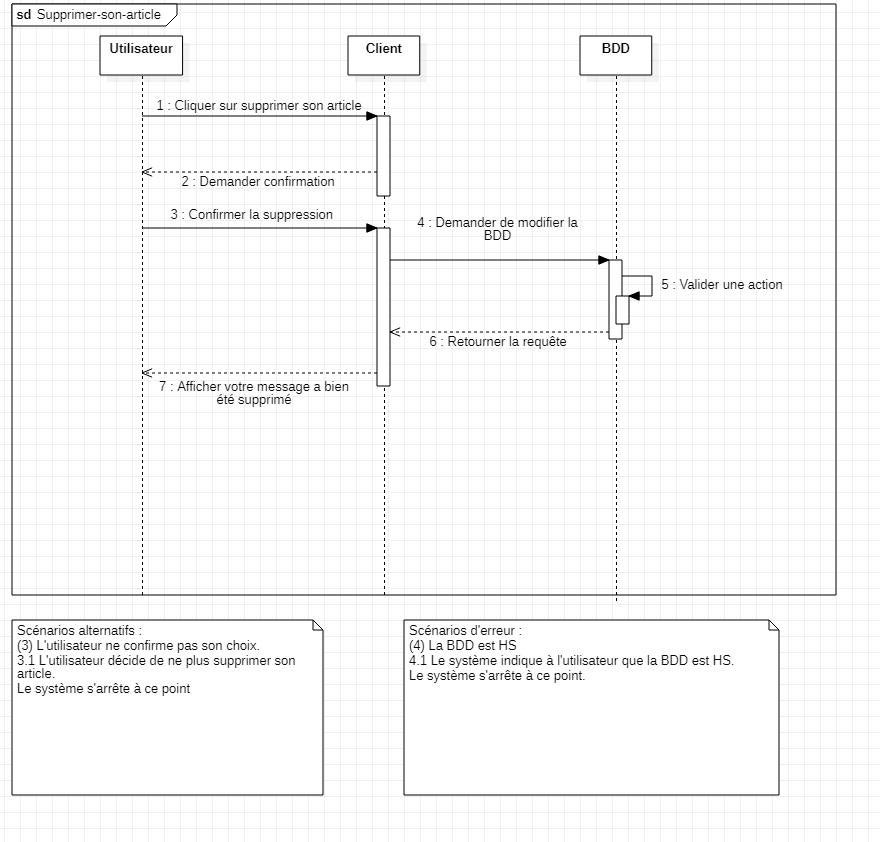 sd Supprimer-son-article
Utilisateur
Client
BDD
1 : Cliquer sur supprimer son article
2 : Demander confirmation
3 : Confirmer la suppression
4 : Demander de modifier la
BDD
5 : Valider une action
6 : Retourner la requête
7 : Afficher votre message a bien
été supprimé
Scénarios alternatifs :
(3) L'utilisateur ne confirme pas son choix.
3.1 L'utilisateur décide de ne plus supprimer son
article.
Le système s'arrête à ce point
Scénarios d'erreur :
(4) La BDD est HS
4.1 Le système indique à l'utilisateur que la BDD est HS.
Le système s'arrête à ce point.